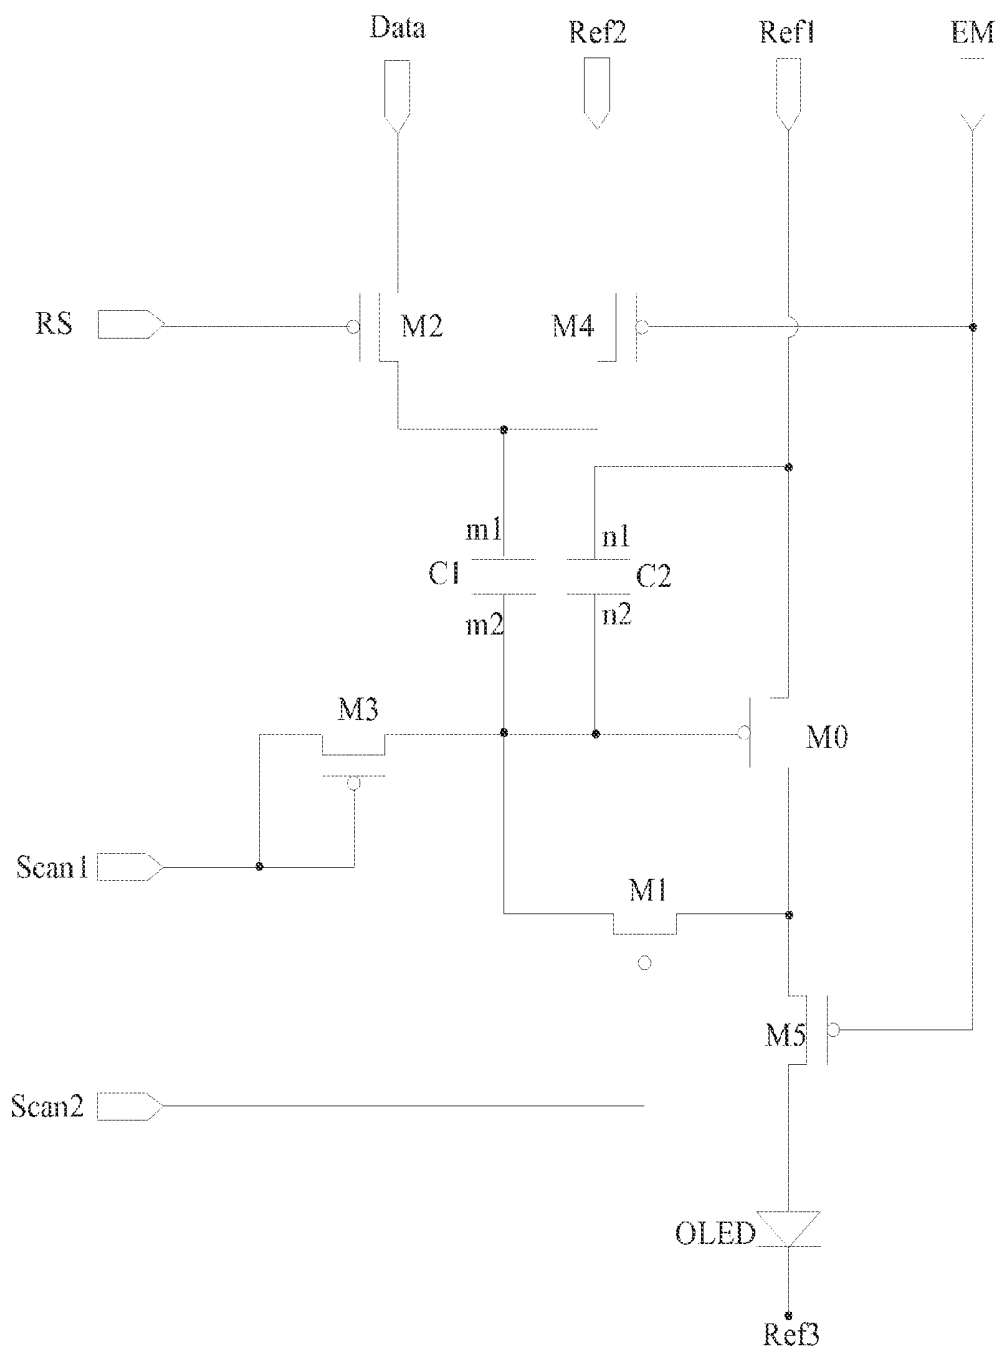 Data
Ref2
Ref1
EM
RS
M2
M4
m1
n1
C1
C2
m2
n2
M3
M0
Scan1
M1
M5
Scan2
OLED
Ref3